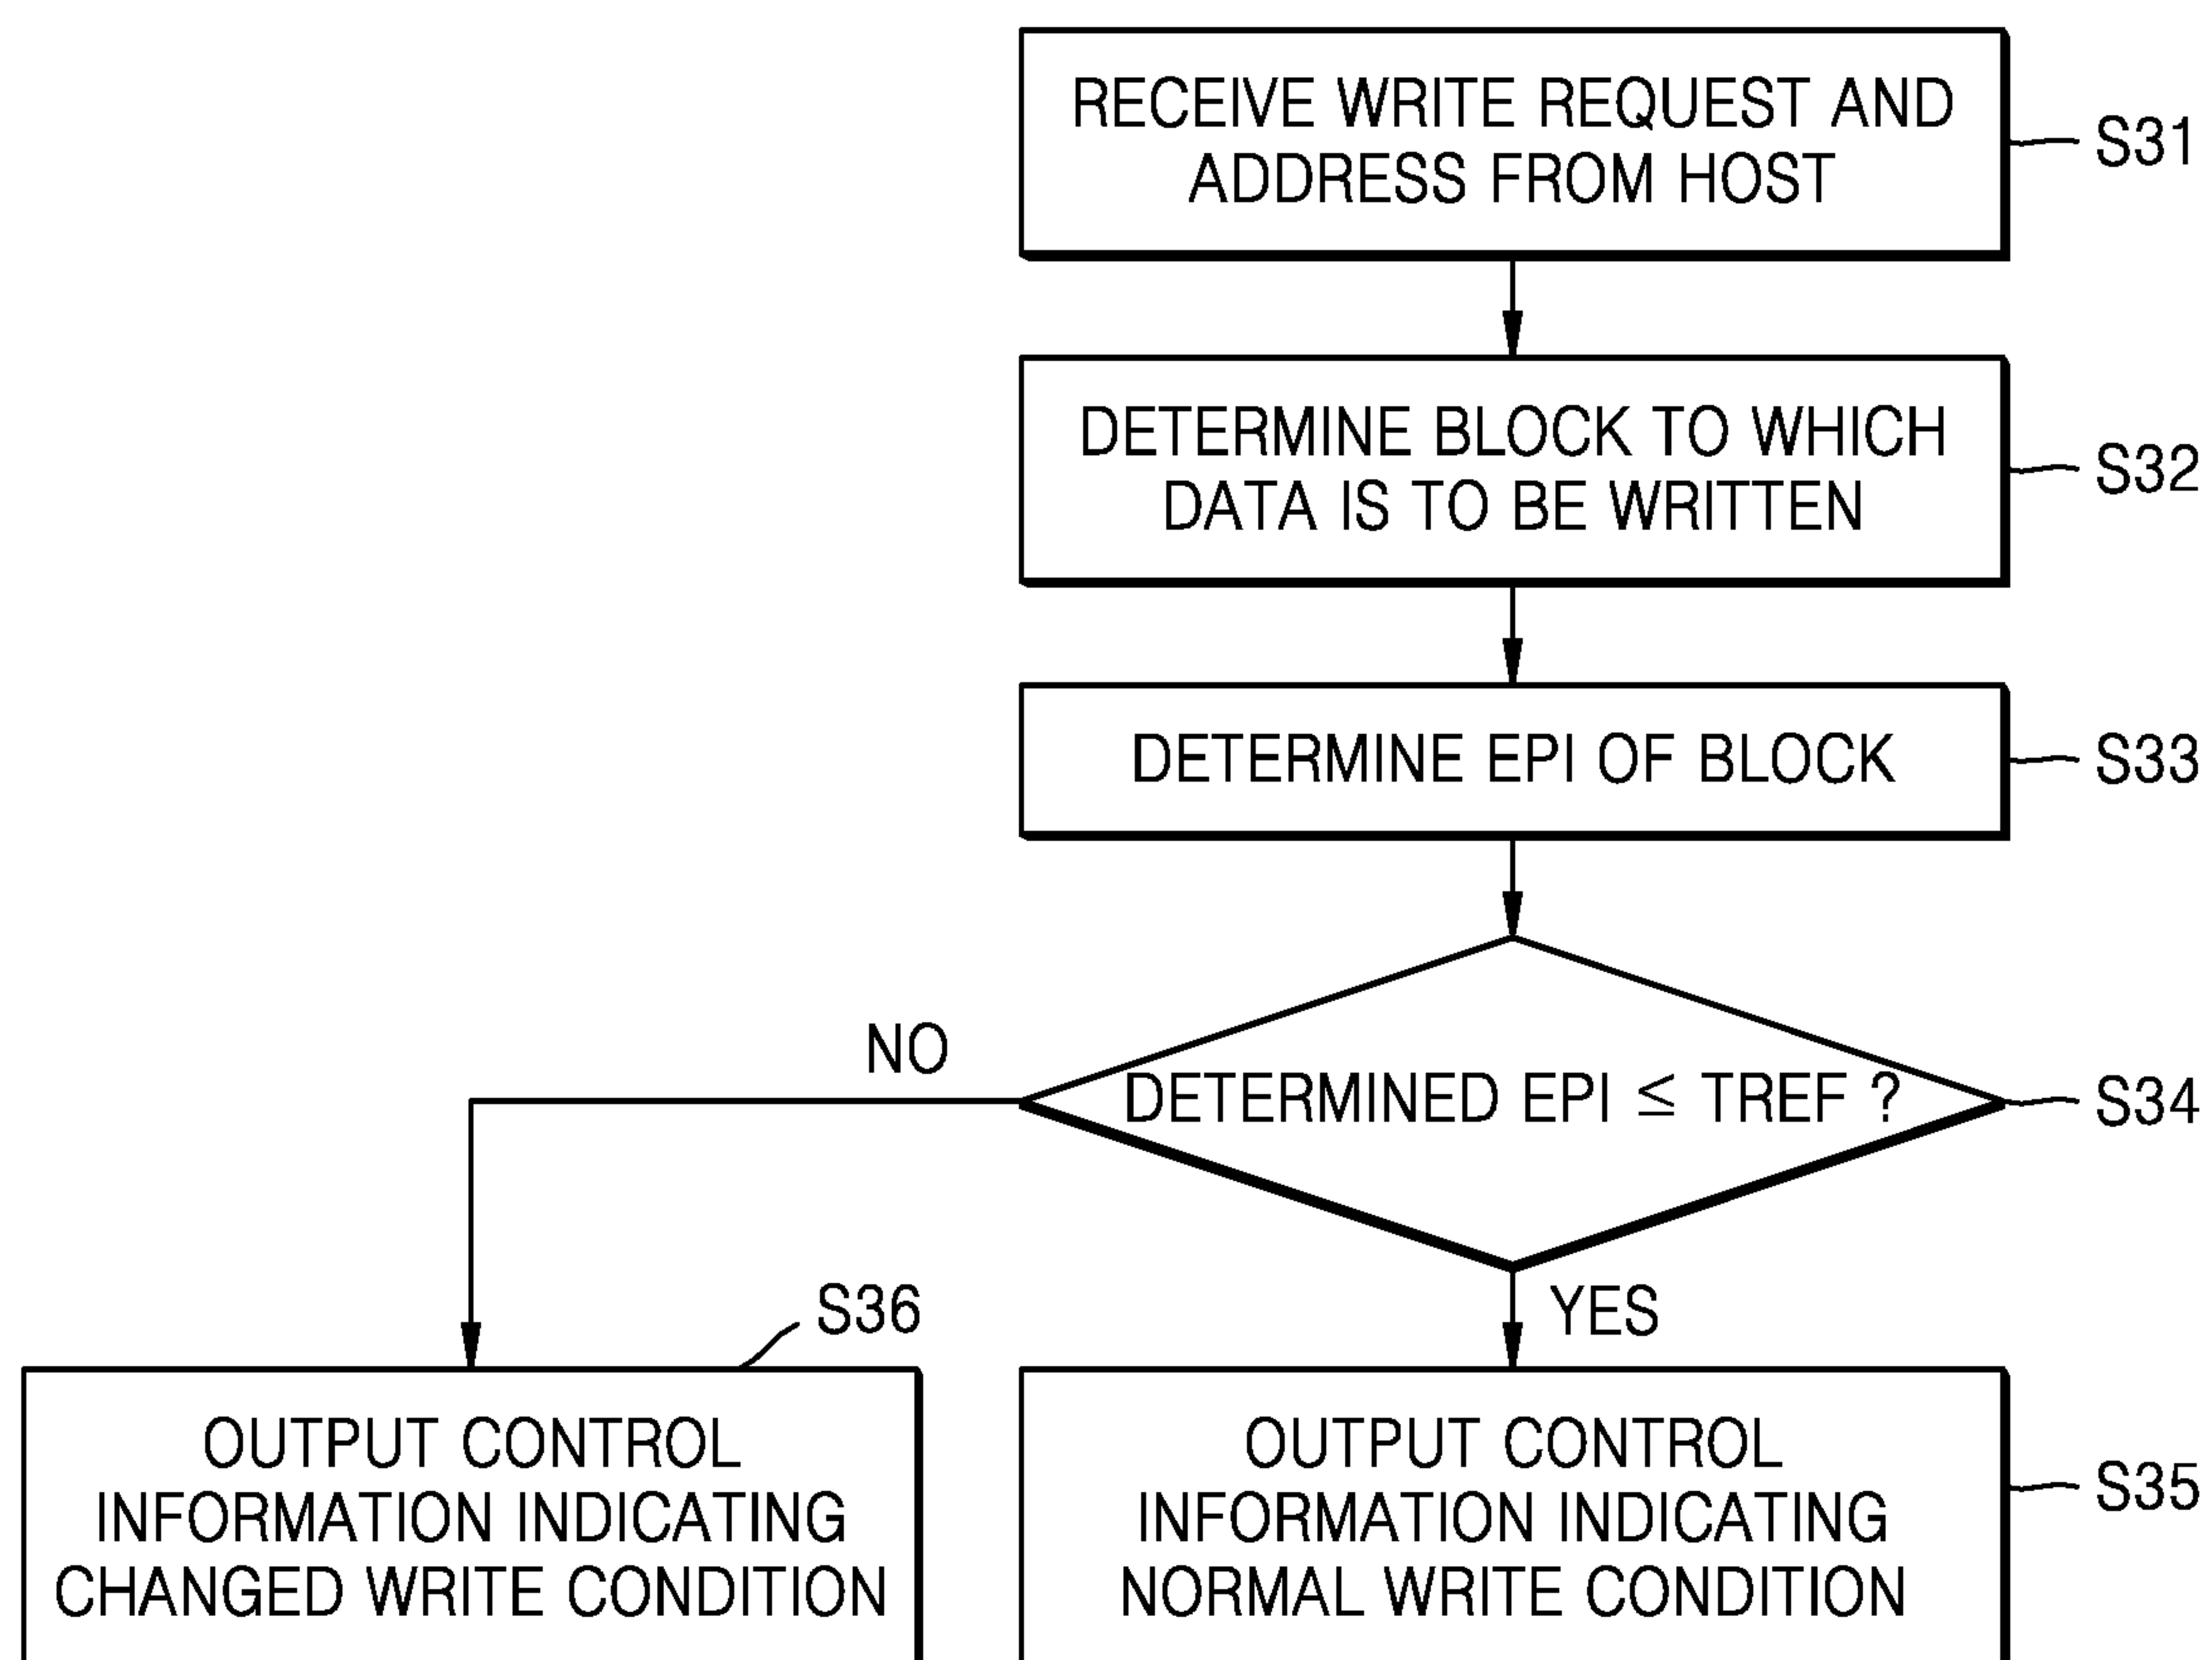 RECEIVE WRITE REQUEST AND
ADDRESS FROM HOST
S31
DETERMINE BLOCK TO WHICH
DATA IS TO BE WRITTEN
S32
DETERMINE EPI OF BLOCK
S33
NO
DETERMINED EPI ≤ TREF ?
S34
YES
S36
OUTPUT CONTROL
INFORMATION INDICATING
CHANGED WRITE CONDITION
OUTPUT CONTROL
INFORMATION INDICATING
NORMAL WRITE CONDITION
S35